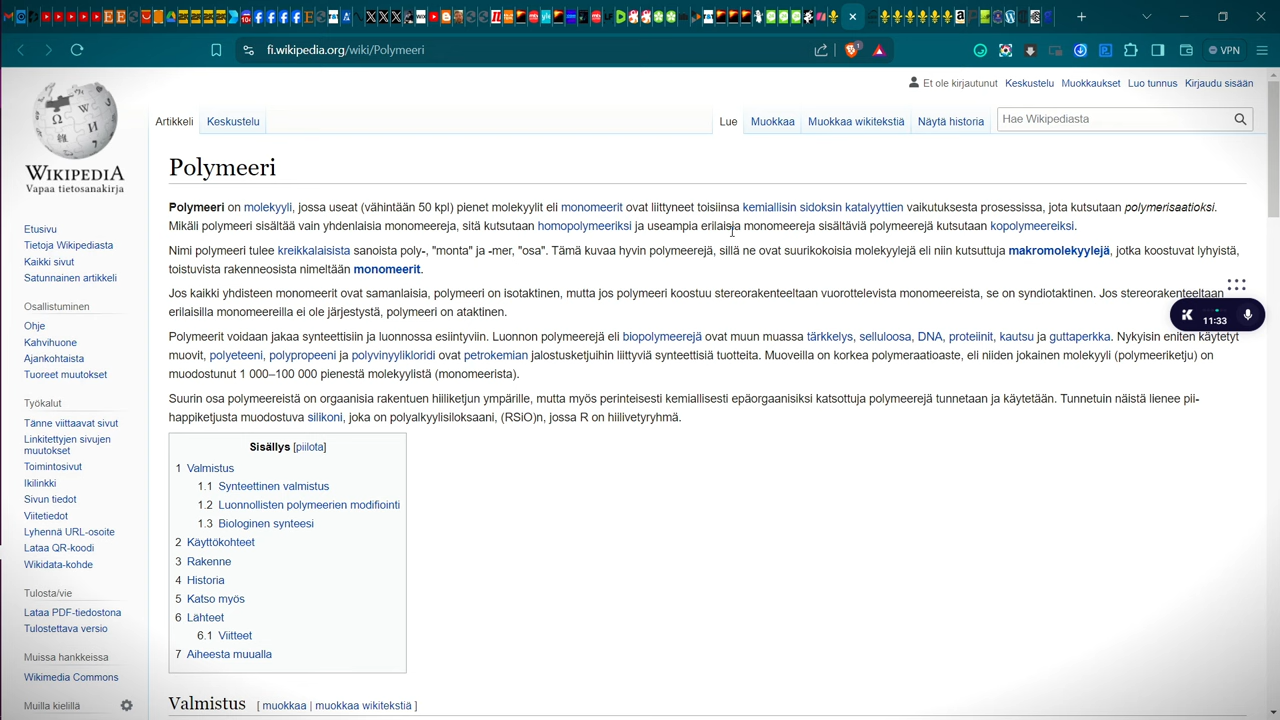 fi.wikipedia.org/wiki/Polymeeri
VPN
Et ole kirjautunut Keskustelu Muokkaukset Luo tunnus Kirjaudu sisään
Artikkeli Keskustelu Lue Muokkaa Muokkaa wikitekstiä Näytä historia Hae Wikipediasta
WIKIPEDIA
Vapaa tietosanakirja
Etusivu
Tietoja Wikipediasta
Kaikki sivut
Satunnainen artikkeli
Osallistuminen
Ohje
Kahvihuone
Ajankohtaista
Tuoreet muutokset
Työkalut
Tänne viittaavat sivut
Linkitettyjen sivujen
muutokset
Toimintosivut
Ikilinkki
Sivun tiedot
Viitetiedot
Lyhennä URL-osoite
Lataa QR-koodi
Wikidata-kohde
Tulosta/vie
Lataa PDF-tiedostona
Tulostettava versio
Muissa hankkeissa
Wikimedia Commons
Muilla kielillä
Polymeeri
Polymeeri on molekyyli, jossa useat (vähintään 50 kpl) pienet molekyylit eli monomeerit ovat liittyneet toisiinsa kemiallisin sidoksin katalyyttien vaikutuksesta prosessissa, jota kutsutaan polymerisaatioksi.
Mikäli polymeeri sisältää vain yhdenlaisia monomeereja, sitä kutsutaan homopolymeeriksi ja useampia erilaisia monomeereja sisältäviä polymeerejä kutsutaan kopolymeereiksi.
Nimi polymeeri tulee kreikkalaisista sanoista poly-, "monta" ja -mer, "osa". Tämä kuvaa hyvin polymeerejä, sillä ne ovat suurikokoisia molekyylejä eli niin kutsuttuja makromolekyylejä, jotka koostuvat lyhyistä,
toistuvista rakenneosista nimeltään monomeerit.
Jos kaikki yhdisteen monomeerit ovat samanlaisia, polymeeri on isotaktinen, mutta jos polymeeri koostuu stereorakenteeltaan vuorottelevista monomeereista, se on syndiotaktinen. Jos stereorakenteeltaan
erilaisilla monomeereilla ei ole järjestystä, polymeeri on ataktinen.
11:33
Polymeerit voidaan jakaa synteettisiin ja luonnossa esiintyviin. Luonnon polymeerejä eli biopolymeerejä ovat muun muassa tärkkelys, selluloosa, DNA, proteiinit, kautsu ja guttaperkka. Nykyisin eniten käytetyt
muovit, polyeteeni, polypropeeni ja polyvinyylikloridi ovat petrokemian jalostusketjuihin liittyviä synteettisiä tuotteita. Muoveilla on korkea polymeraatioaste, eli niiden jokainen molekyyli (polymeeriketju) on
muodostunut 1 000–100 000 pienestä molekyylistä (monomeerista).
Suurin osa polymeereistä on orgaanisia rakentuen hiiliketjun ympärille, mutta myös perinteisesti kemiallisesti epäorgaanisiksi katsottuja polymeerejä tunnetaan ja käytetään. Tunnetuin näistä lienee pii-
happiketjusta muodostuva silikoni, joka on polyalkyylisiloksaani, (RSiO)n, jossa R on hiilivetyryhmä.
Sisällys [piilota]
1 Valmistus
1.1 Synteettinen valmistus
1.2 Luonnollisten polymeerien modifiointi
1.3 Biologinen synteesi
2 Käyttökohteet
3 Rakenne
4 Historia
5 Katso myös
6 Lähteet
6.1 Viitteet
7 Aiheesta muualla
Valmistus [ muokkaa | muokkaa wikitekstiä ]